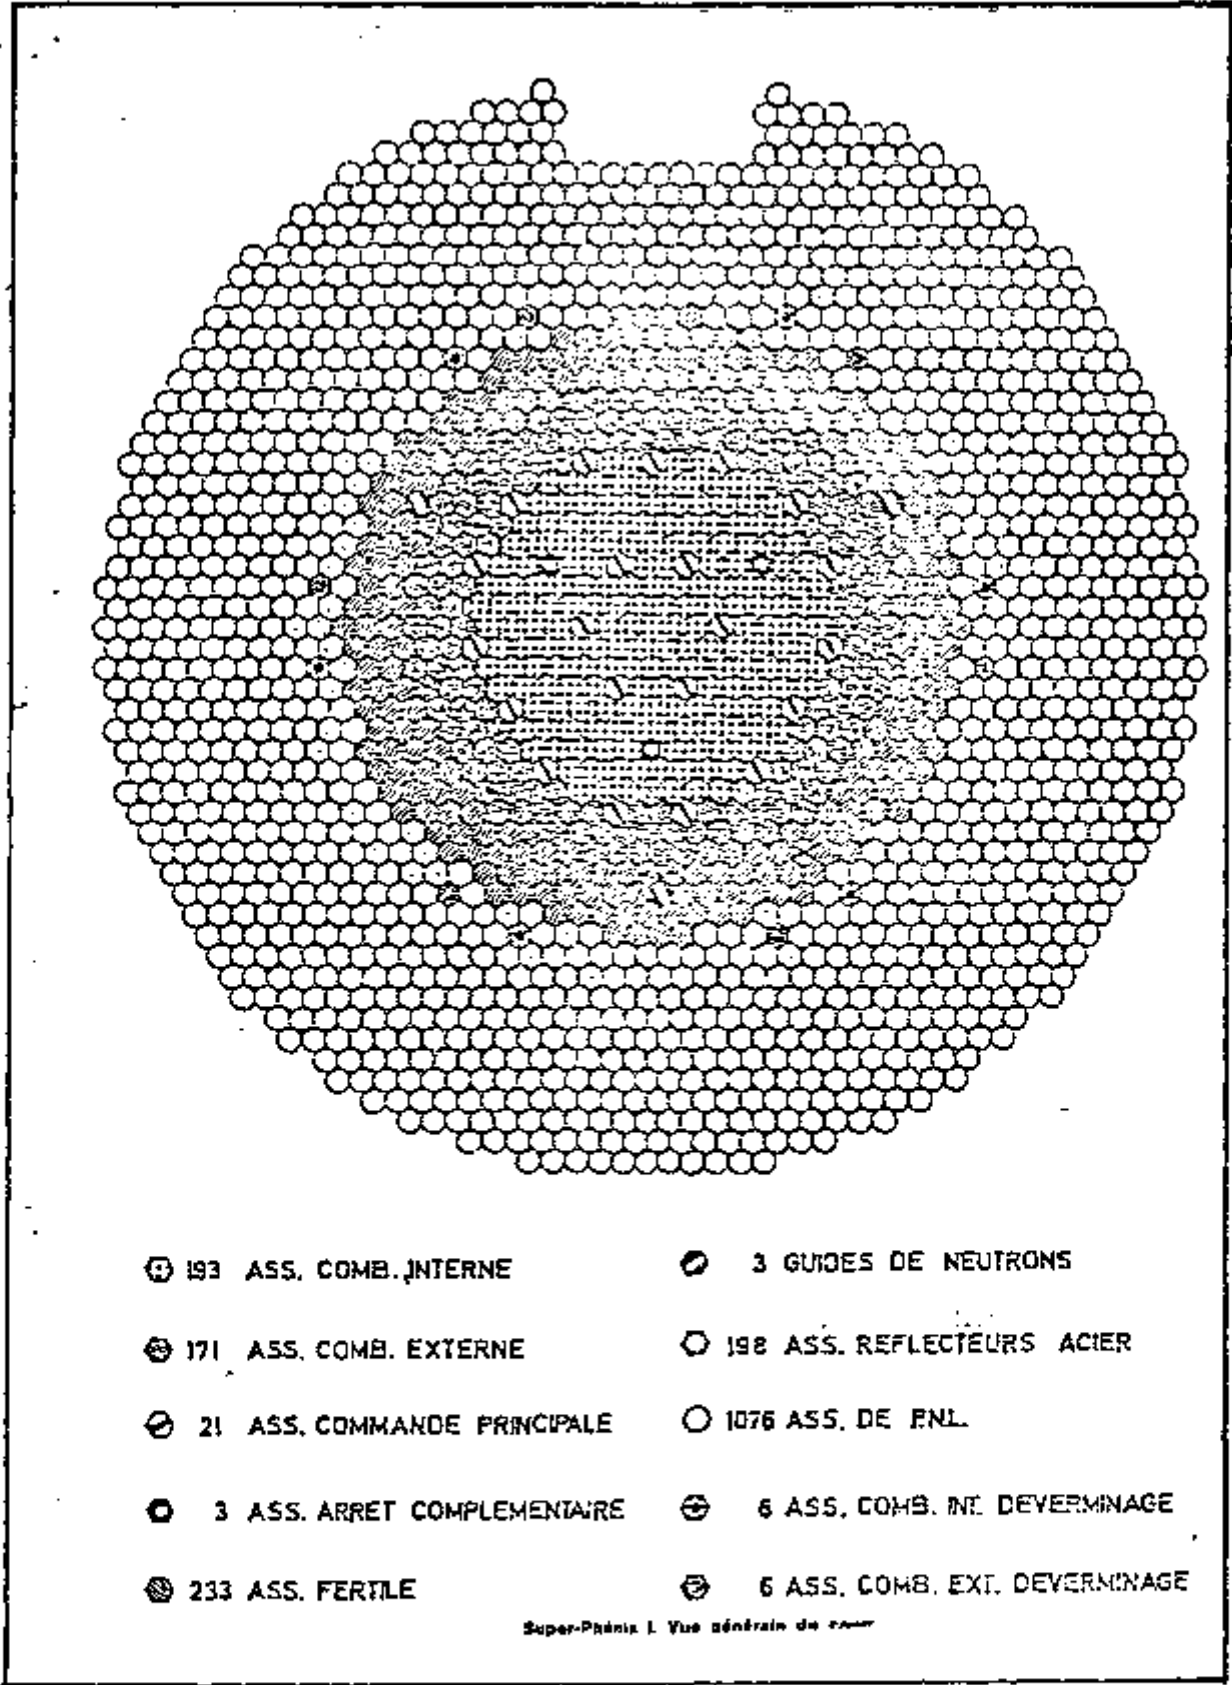 193 ASS. COMB. INTERNE
171 ASS. COMB. EXTERNE
21 ASS. COMMANDE PRINCIPALE
3 ASS. ARRET COMPLEMENTAIRE
233 ASS. FERTILE
3 GUIDES DE NEUTRONS
198 ASS. REFLECTEURS ACIER
1076 ASS. DE P.N.L.
6 ASS. COMB. INT. DEVERMINAGE
6 ASS. COMB. EXT. DEVERMINAGE
Super-Phénix I. Vue générale du